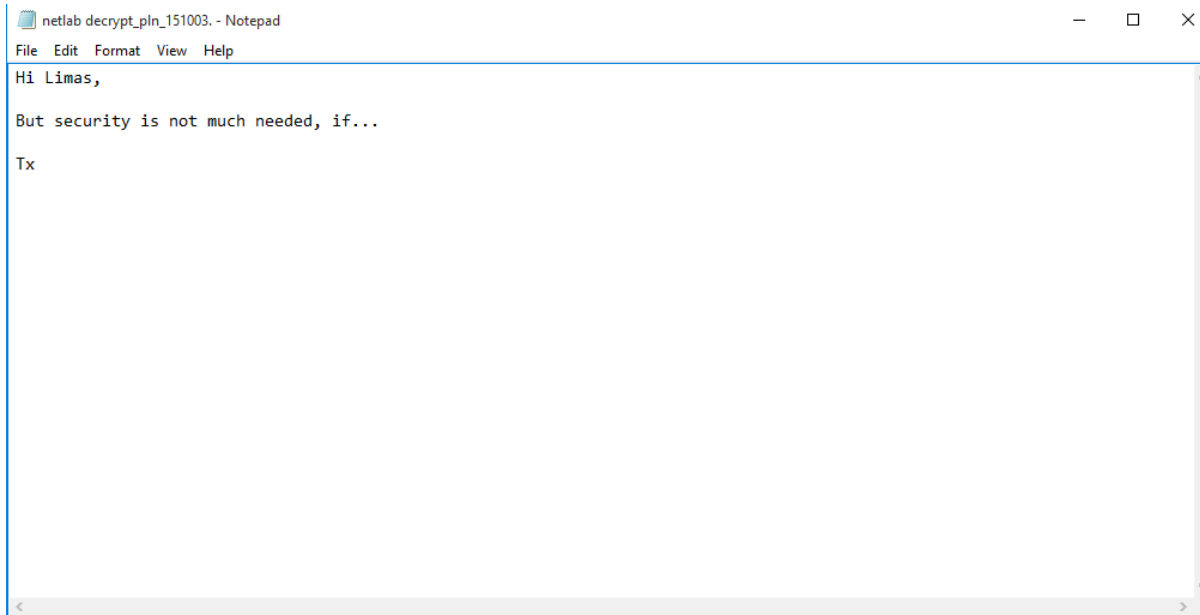 netlab decrypt_pln_151003. - Notepad
File Edit Format View Help
Hi Limas,
But security is not much needed, if...
Tx